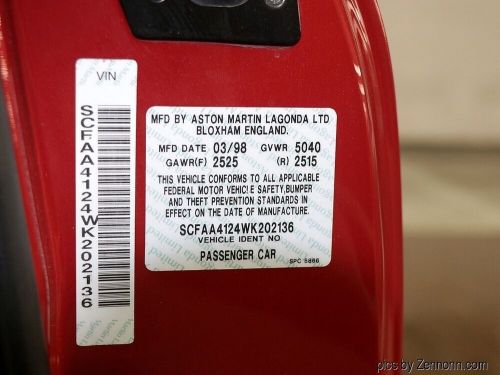 VIN
SCFAA4124WK202136
MFD BY ASTON MARTIN LAGONDA LTD
BLOXHAM ENGLAND.
MFD DATE 03/98 GVWR 5040
GAWR(F) 2525 (R) 2515
THIS VEHICLE CONFORMS TO ALL APPLICABLE
FEDERAL MOTOR VEHICLE SAFETY,BUMPER
AND THEFT PREVENTION STANDARDS IN
EFFECT ON THE DATE OF MANUFACTURE.
SCFAA4124WK202136
VEHICLE IDENT NO
PASSENGER CAR
SPC 5866
pics by Zennonn.com